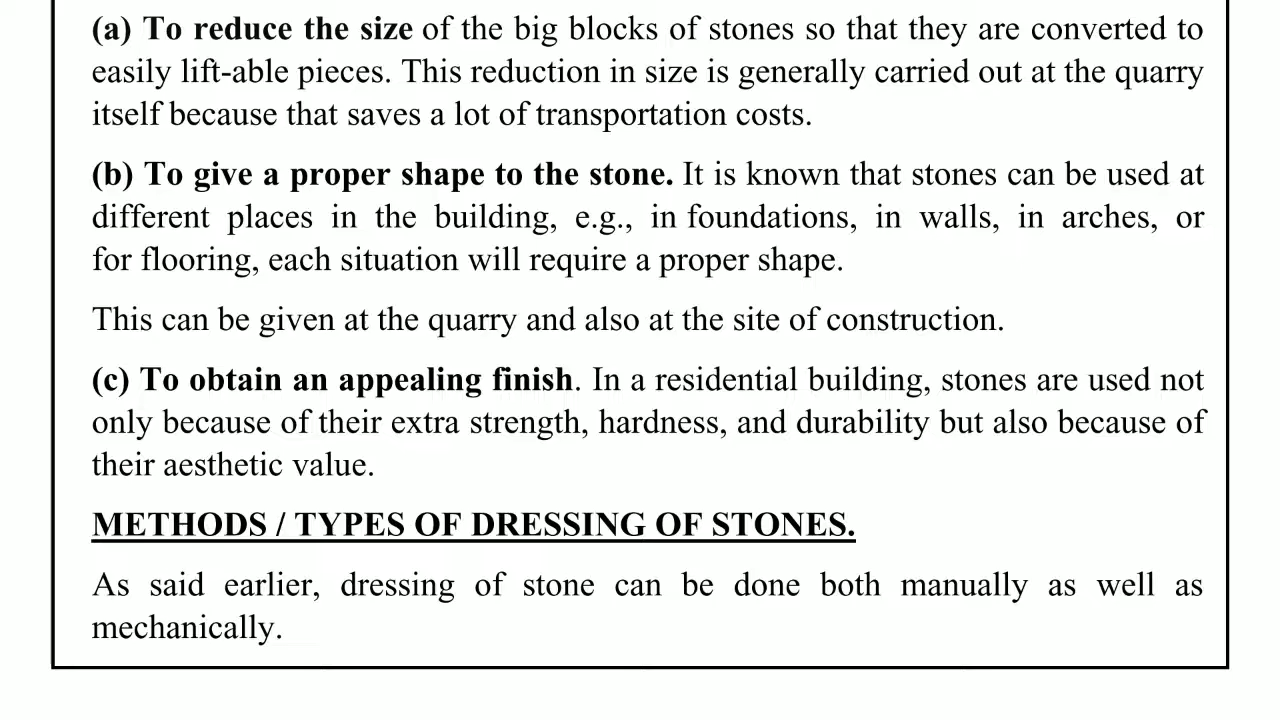 (a) To reduce the size of the big blocks of stones so that they are converted to
easily lift-able pieces. This reduction in size is generally carried out at the quarry
itself because that saves a lot of transportation costs.
(b) To give a proper shape to the stone. It is known that stones can be used at
different places in the building, e.g., in foundations, in walls, in arches, or
for flooring, each situation will require a proper shape.
This can be given at the quarry and also at the site of construction.
(c) To obtain an appealing finish. In a residential building, stones are used not
only because of their extra strength, hardness, and durability but also because of
their aesthetic value.
METHODS / TYPES OF DRESSING OF STONES.
As said earlier, dressing of stone can be done both manually as well as
mechanically.